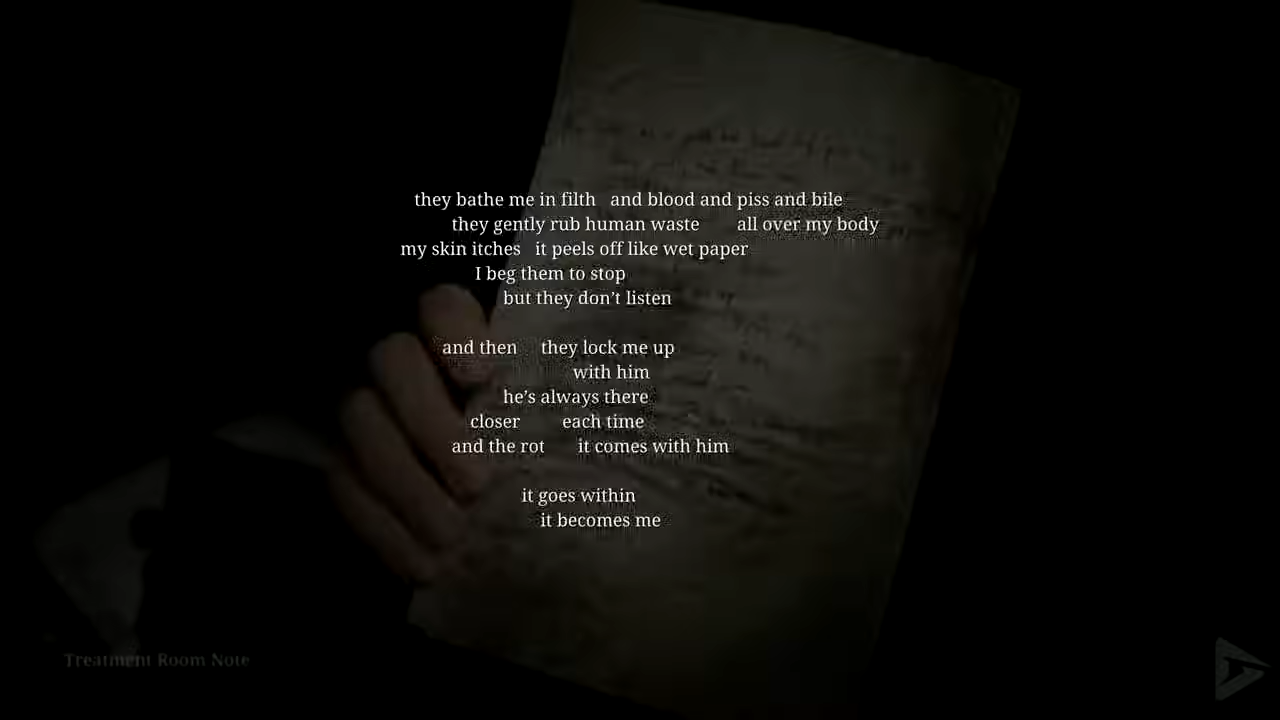 they bathe me in filth   and blood and piss and bile
they gently rub human waste   all over my body
my skin itches   it peels off like wet paper
I beg them to stop
but they don’t listen
and then   they lock me up
with him
he’s always there
closer   each time
and the rot   it comes with him
it goes within
it becomes me
Treatment Room Note